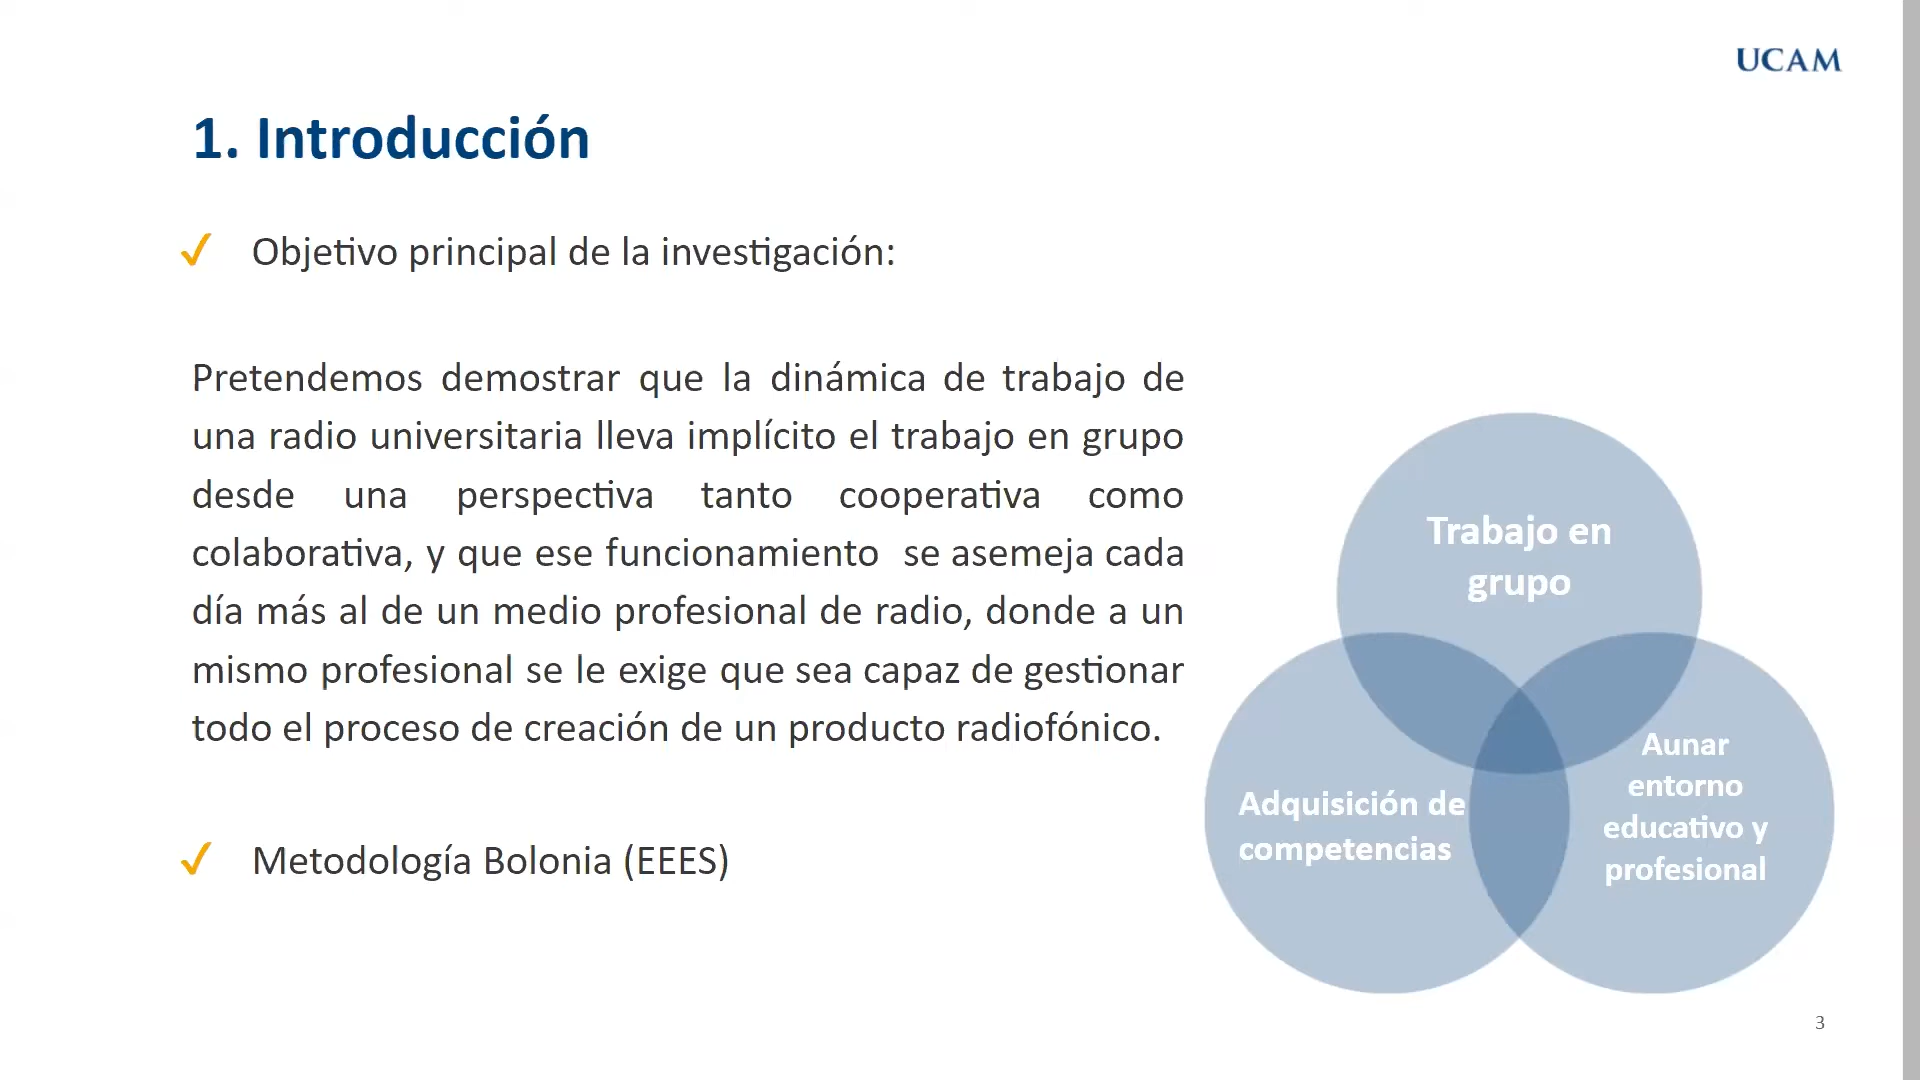 UCAM
1. Introducción
✓ Objetivo principal de la investigación:
Pretendemos demostrar que la dinámica de trabajo de
una radio universitaria lleva implícito el trabajo en grupo
desde una perspectiva tanto cooperativa como
colaborativa, y que ese funcionamiento se asemeja cada
día más al de un medio profesional de radio, donde a un
mismo profesional se le exige que sea capaz de gestionar
todo el proceso de creación de un producto radiofónico.
✓ Metodología Bolonia (EEES)
Trabajo en
grupo
Adquisición de
competencias
Aunar
entorno
educativo y
profesional
3